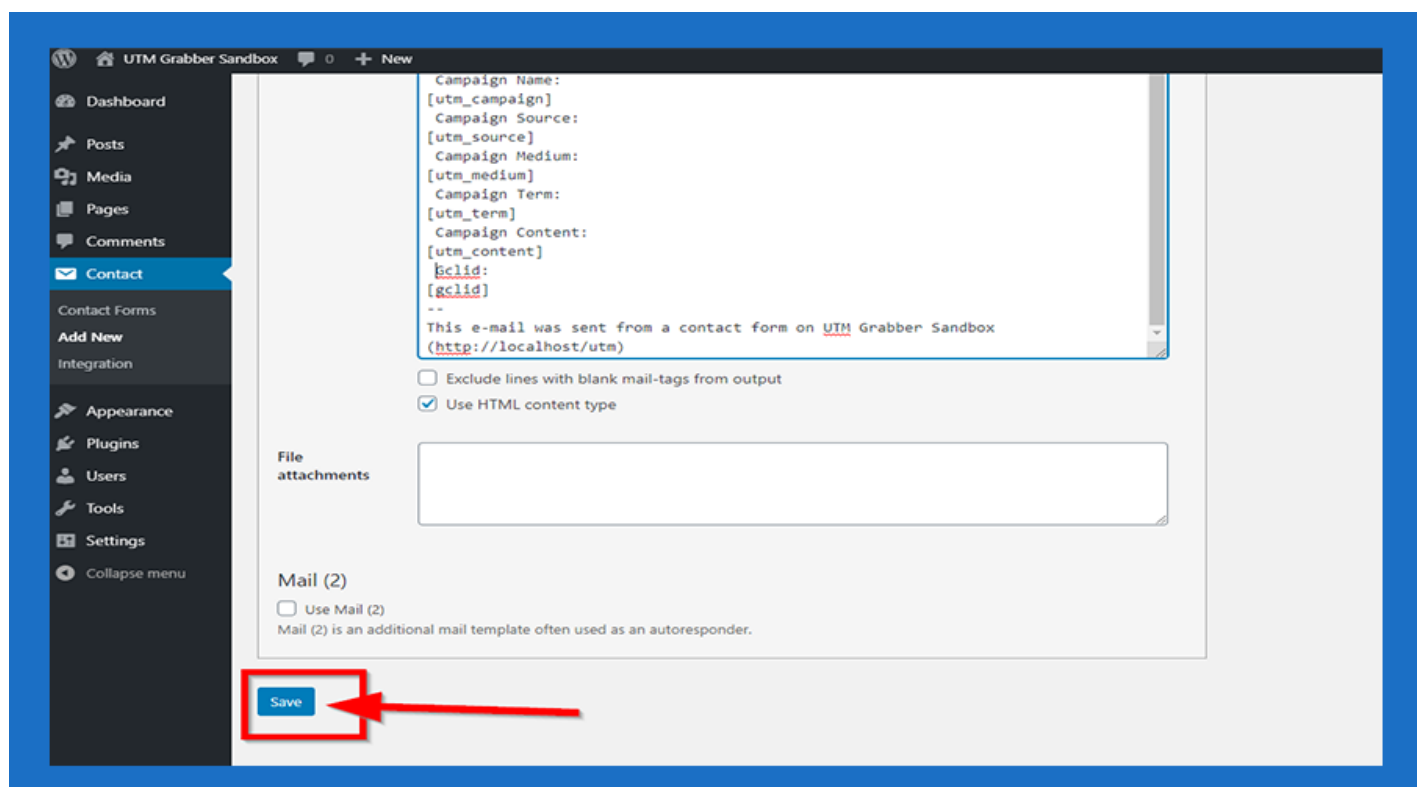 UTM Grabber Sandbox 0 New
Dashboard
Posts
Media
Pages
Comments
Contact
Contact Forms
Add New
Integration
Appearance
Plugins
Users
Tools
Settings
Collapse menu
Campaign Name:
[utm_campaign]
Campaign Source:
[utm_source]
Campaign Medium:
[utm_medium]
Campaign Term:
[utm_term]
Campaign Content:
[utm_content]
Gclid:
[gclid]
--
This e-mail was sent from a contact form on UTM Grabber Sandbox
(http://localhost/utm)
Exclude lines with blank mail-tags from output
Use HTML content type
File
attachments
Mail (2)
Use Mail (2)
Mail (2) is an additional mail template often used as an autoresponder.
Save